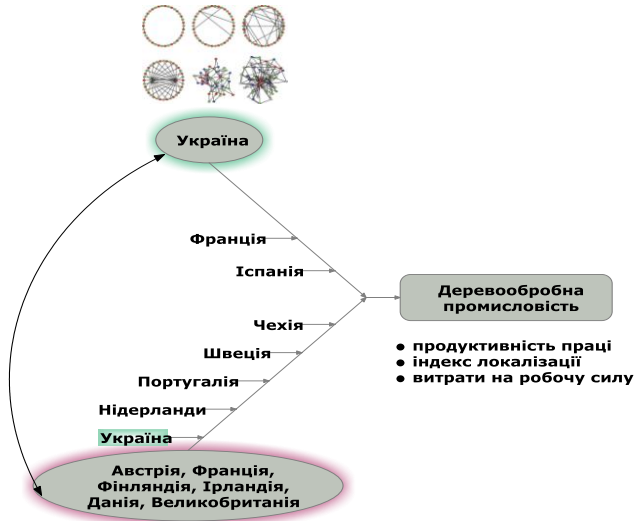 Україна
Франція
Іспанія
Деревообробна
промисловість
Чехія
Швеція
Португалія
Нідерланди
Україна
• продуктивність праці
• індекс локалізації
• витрати на робочу силу
Австрія, Франція,
Фінляндія, Ірландія,
Данія, Великобританія